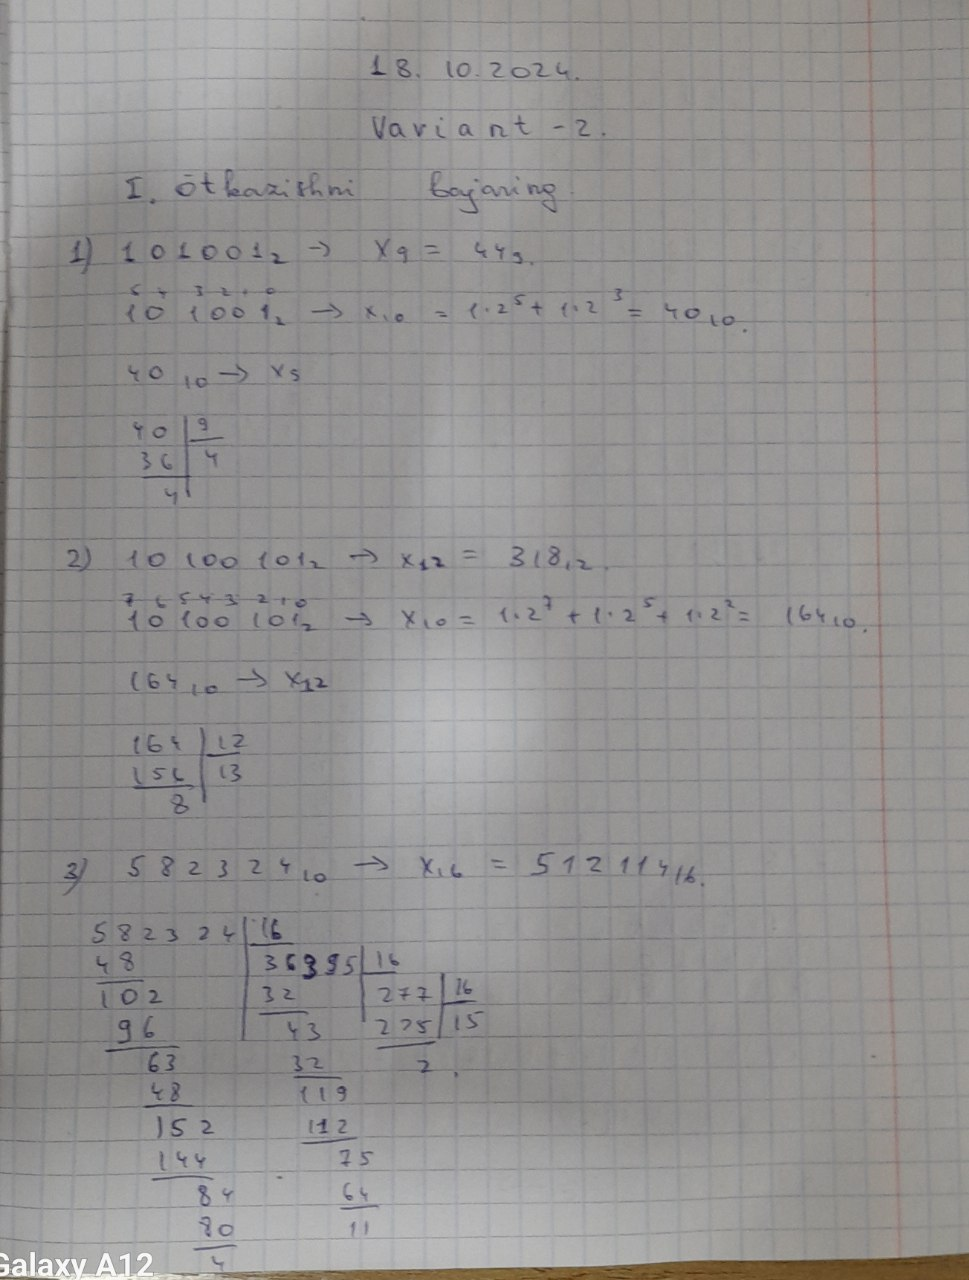 18. 10. 2024.
Variant - 2.
I. ōtkazishni bajaring.
1) 101001₂ → x₉ = 44₉.
5 4 3 2 1 0
101001₂ → x₁₀ = 1·2⁵ + 1·2³ = 40₁₀.
40₁₀ → x₉
40 | 9
36 4
4
2) 10100101₂ → x₁₂ = 318₁₂.
7 6 5 4 3 2 1 0
10100101₂ → x₁₀ = 1·2⁷ + 1·2⁵ + 1·2² = 164₁₀.
164₁₀ → x₁₂
164 | 12
156 13
8
3) 582324₁₀ → x₁₆ = 512114₁₆.
582324 | 16
48 36395 | 16
102 32 277 | 16
96 43 275 15
63 32 2.
48 119
152 112
144 75
84 64
80 11
4
Galaxy A12